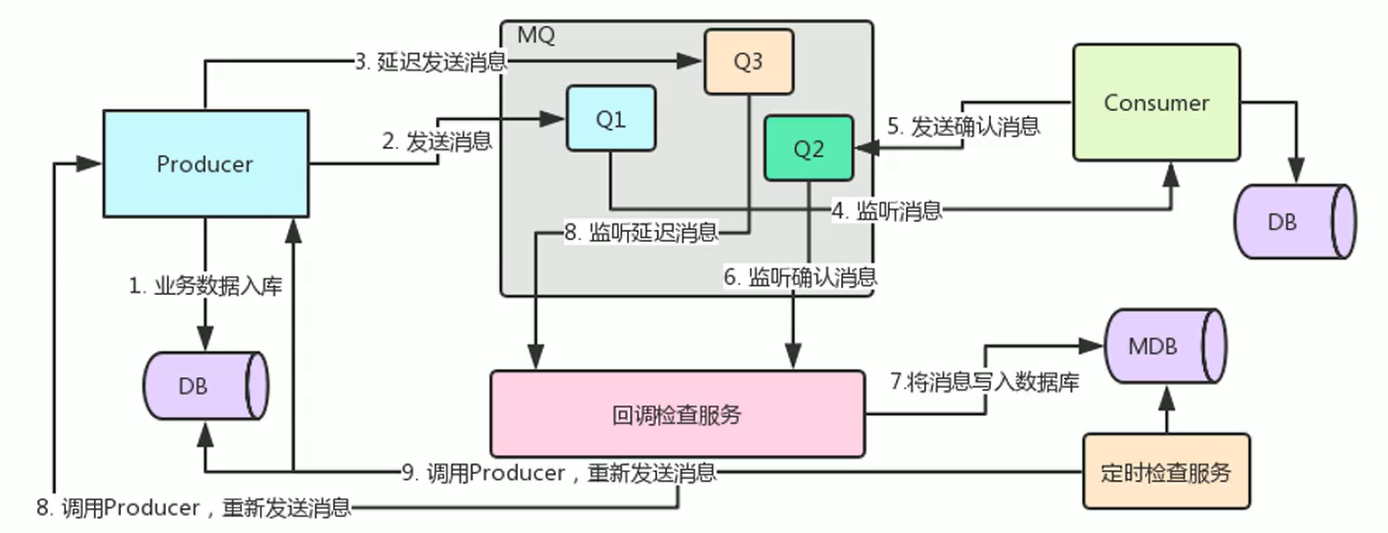 MQ
3. 延迟发送消息
Q3
Q1
Consumer
2. 发送消息
5. 发送确认消息
Q2
Producer
4. 监听消息
DB
8. 监听延迟消息
6. 监听确认消息
1. 业务数据入库
MDB
DB
7.将消息写入数据库
回调检查服务
9. 调用Producer，重新发送消息
定时检查服务
8. 调用Producer，重新发送消息